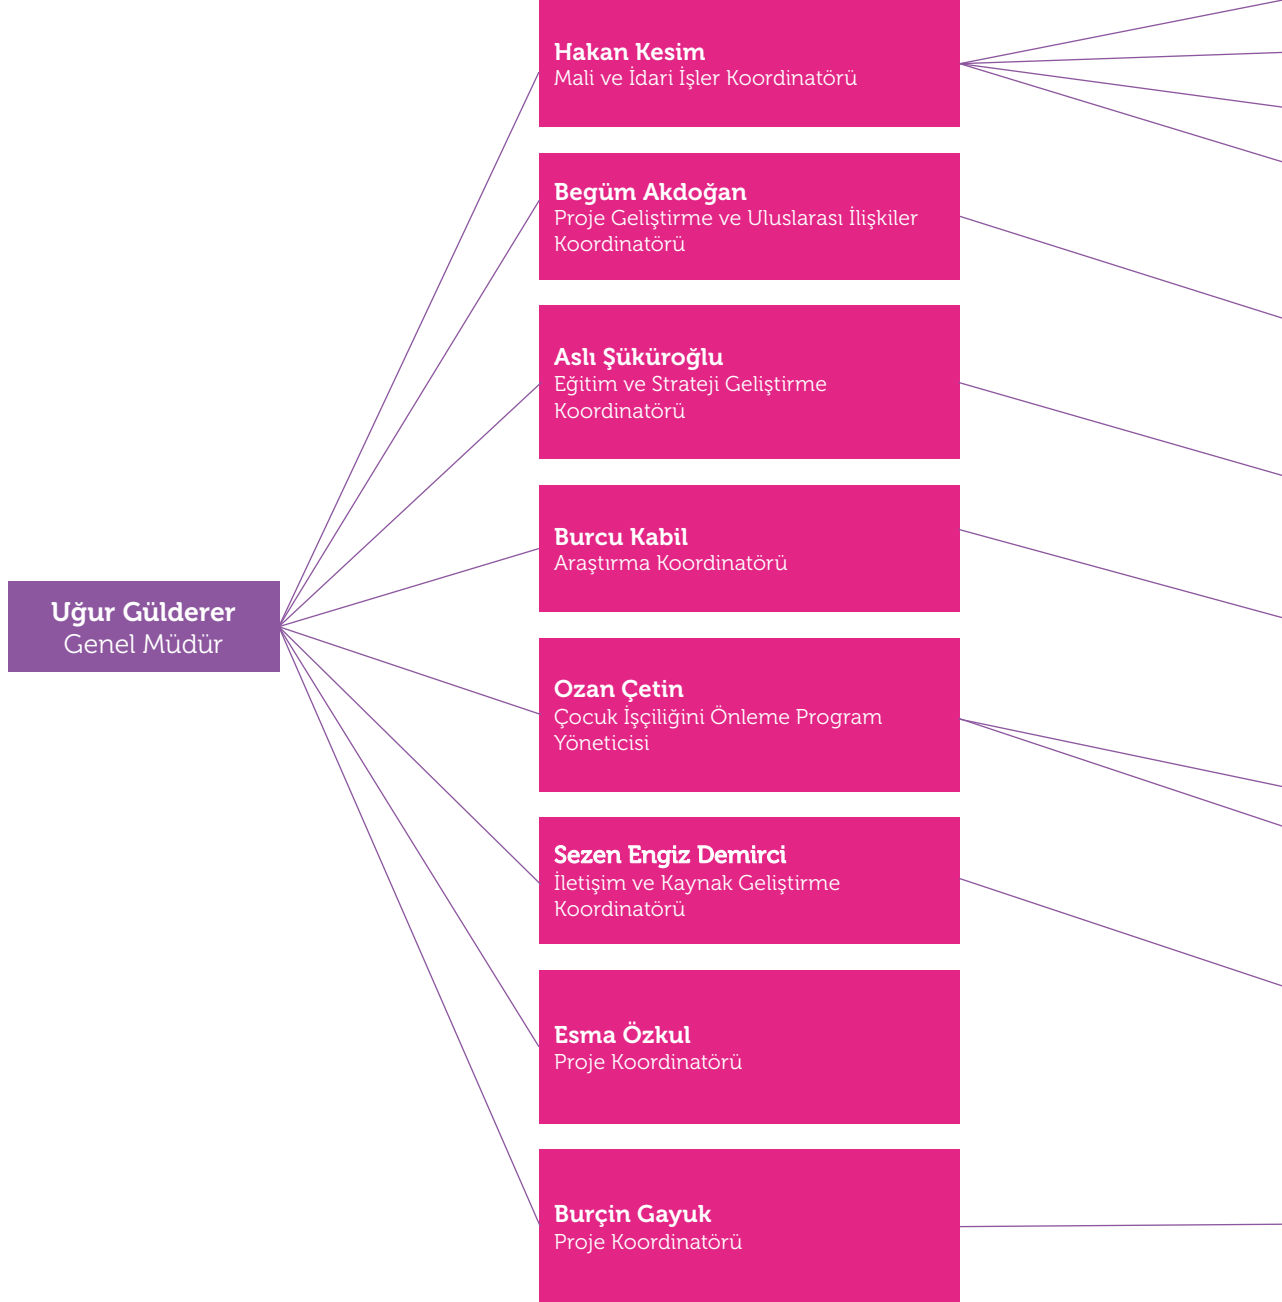 Hakan Kesim
Mali ve İdari İşler Koordinatörü
Begüm Akdoğan
Proje Geliştirme ve Uluslarası İlişkiler
Koordinatörü
Aslı Şüküroğlu
Eğitim ve Strateji Geliştirme
Koordinatörü
Burcu Kabil
Araştırma Koordinatörü
Uğur Gülderer
Genel Müdür
Ozan Çetin
Çocuk İşçiliğini Önleme Program
Yöneticisi
Sezen Engiz Demirci
İletişim ve Kaynak Geliştirme
Koordinatörü
Esma Özkul
Proje Koordinatörü
Burçin Gayuk
Proje Koordinatörü